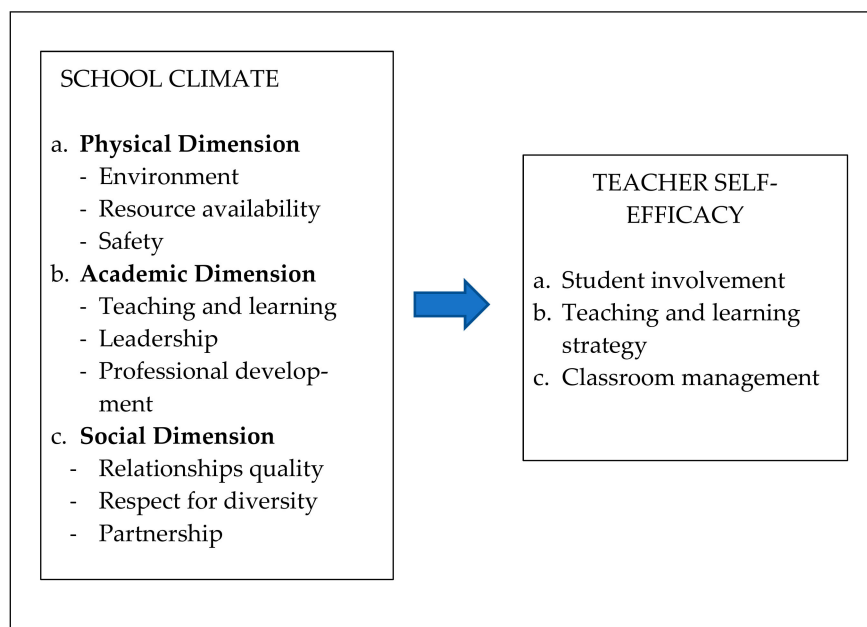 SCHOOL CLIMATE
a. Physical Dimension
- Environment
- Resource availability
- Safety
b. Academic Dimension
- Teaching and learning
- Leadership
- Professional develop-
ment
c. Social Dimension
- Relationships quality
- Respect for diversity
- Partnership
TEACHER SELF-
EFFICACY
a. Student involvement
b. Teaching and learning
strategy
c. Classroom management